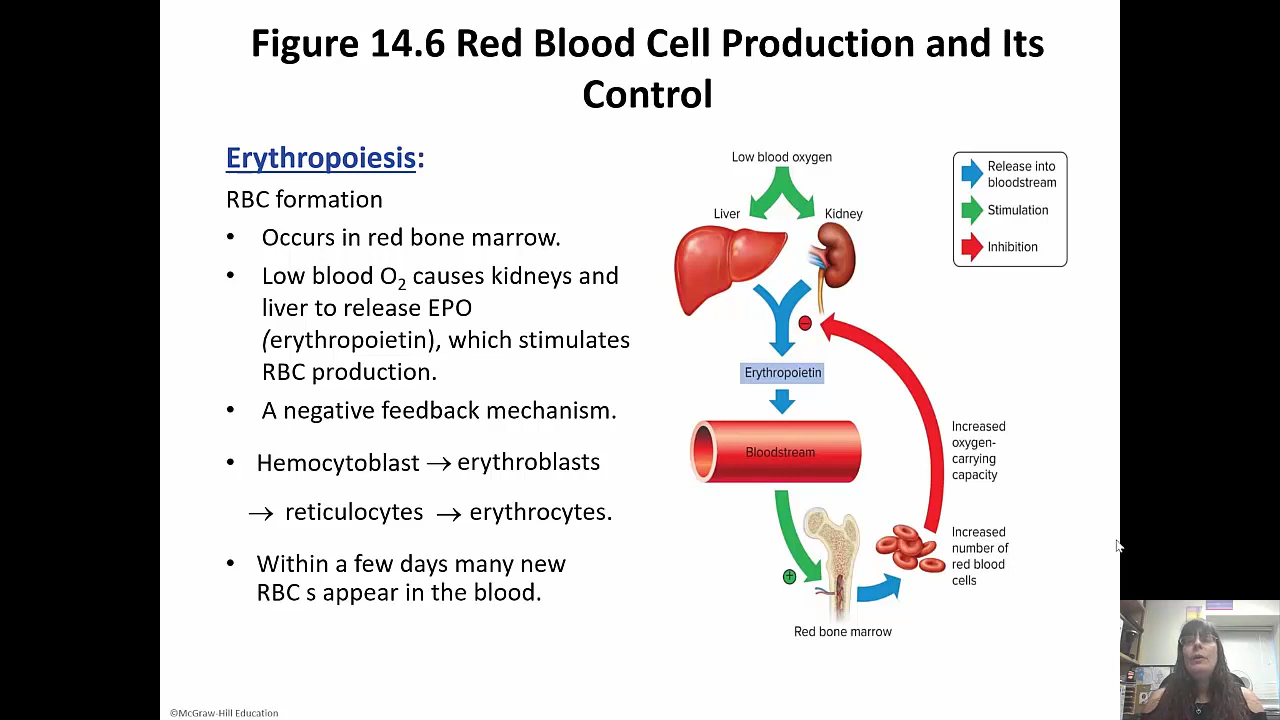 Figure 14.6 Red Blood Cell Production and Its
Control
Erythropoiesis:
RBC formation
• Occurs in red bone marrow.
• Low blood O₂ causes kidneys and
liver to release EPO
(erythropoietin), which stimulates
RBC production.
• A negative feedback mechanism.
• Hemocytoblast → erythroblasts
→ reticulocytes → erythrocytes.
• Within a few days many new
RBC s appear in the blood.
Low blood oxygen
Liver
Kidney
Erythropoietin
Bloodstream
Red bone marrow
Increased
oxygen-
carrying
capacity
Increased
number of
red blood
cells
Release into
bloodstream
Stimulation
Inhibition
©McGraw-Hill Education